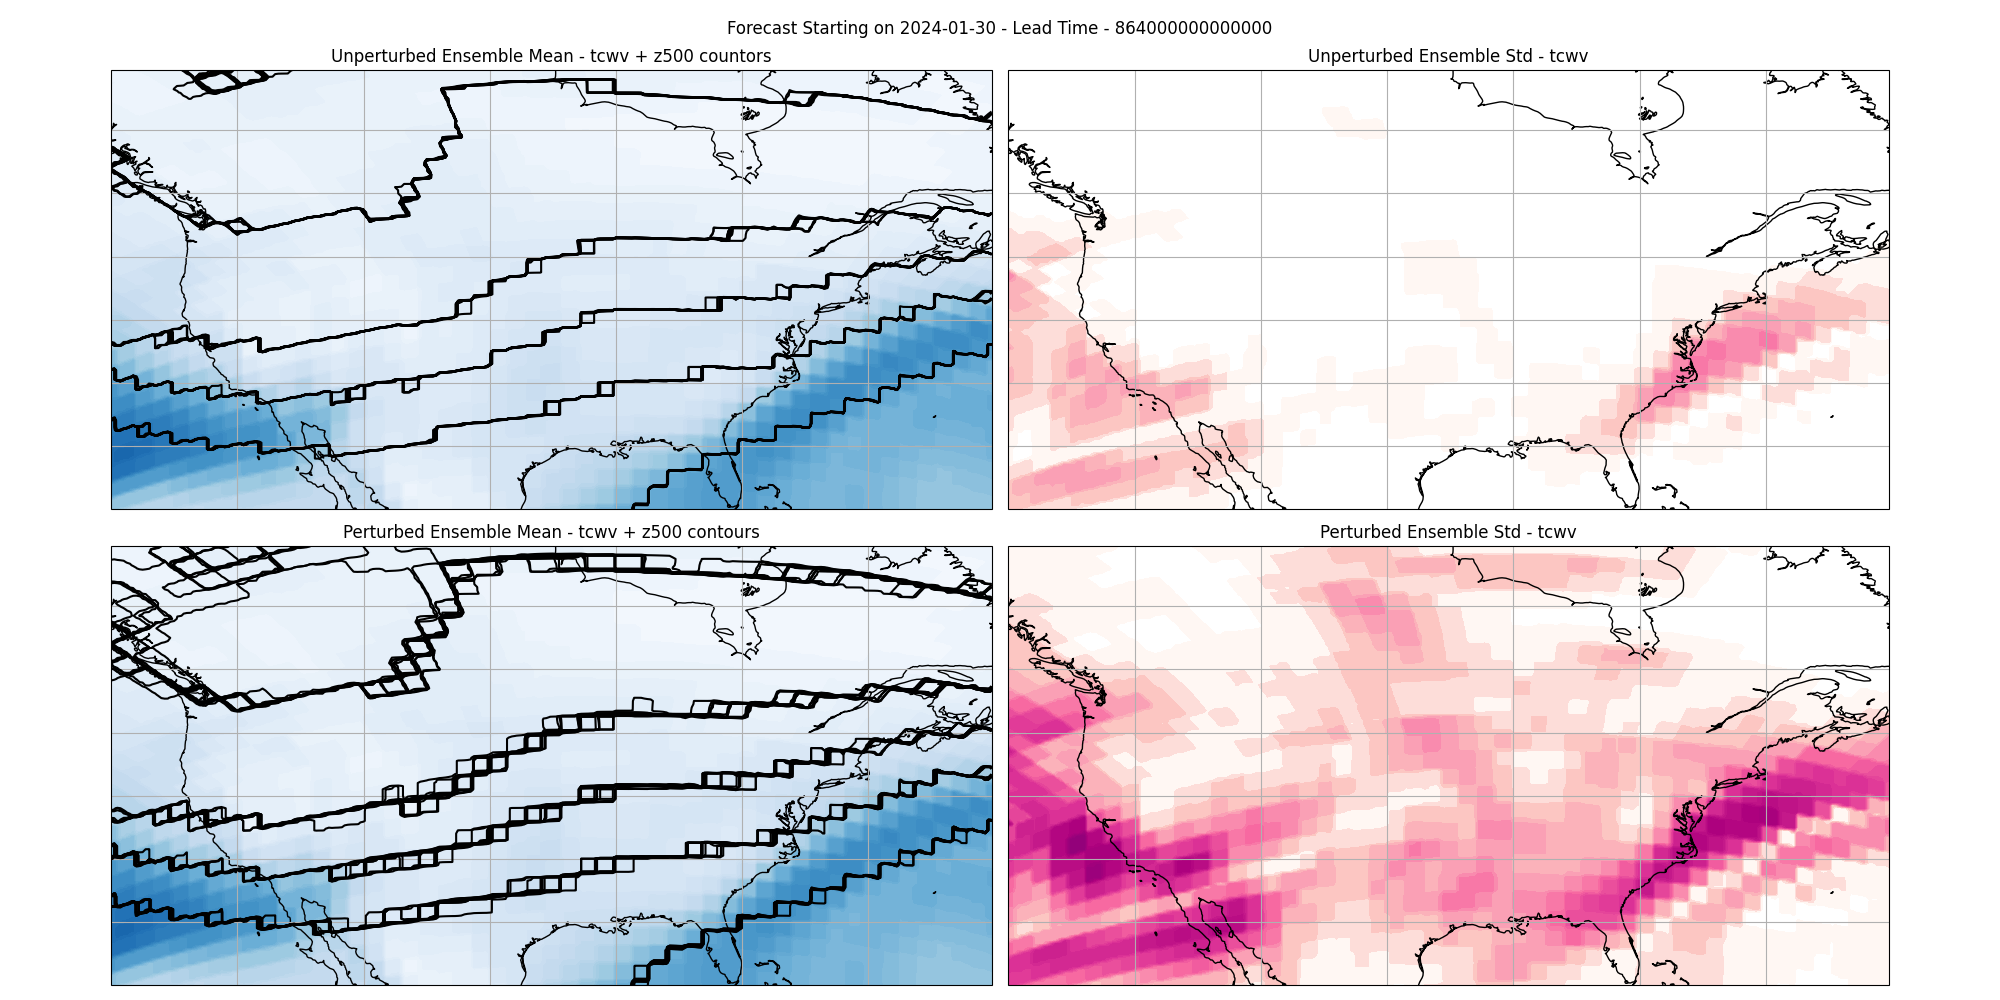 Forecast Starting on 2024-01-30 - Lead Time - 864000000000000
Unperturbed Ensemble Mean - tcwv + z500 countors
Unperturbed Ensemble Std - tcwv
Perturbed Ensemble Mean - tcwv + z500 contours
Perturbed Ensemble Std - tcwv